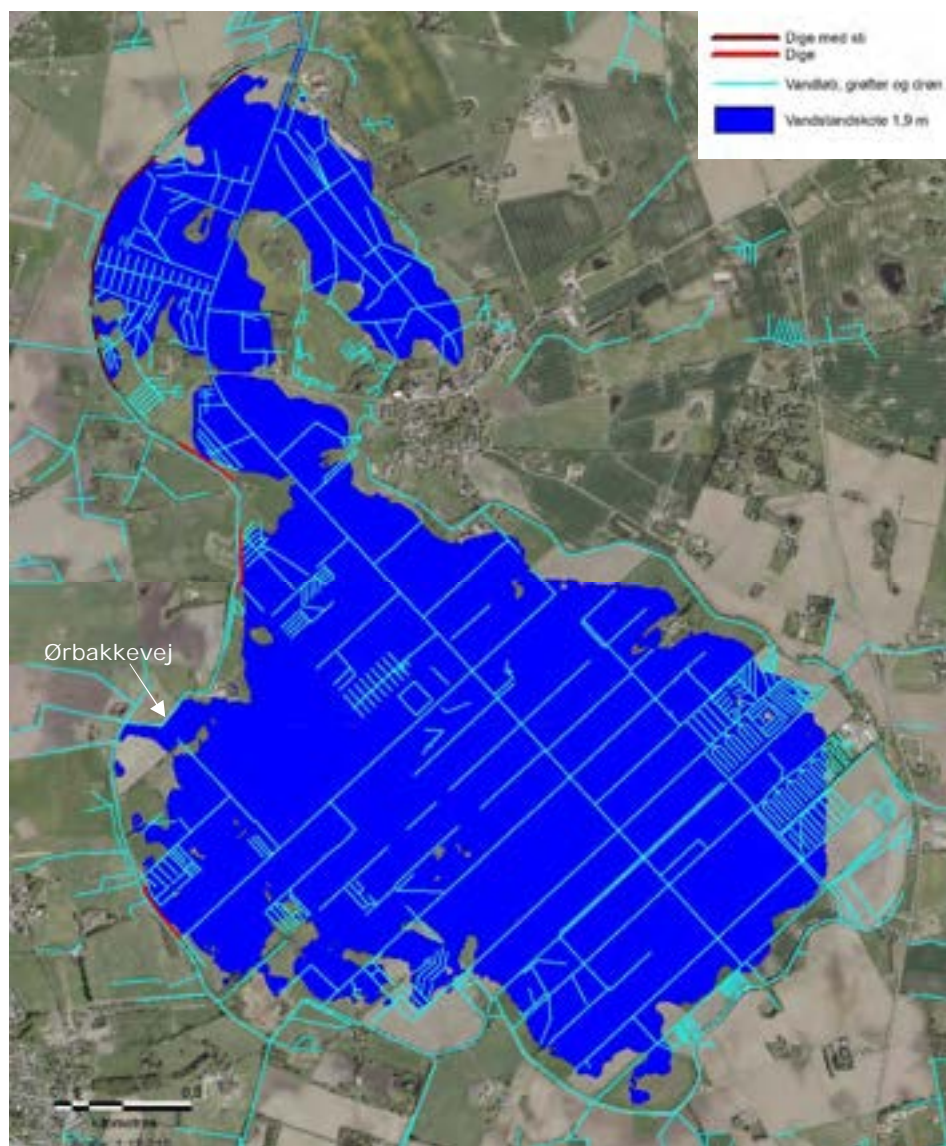 Dige med sti
Dige
Vandløb, grøfter og dræn
Vandstandskote 1,9 m
Ørbakkevej